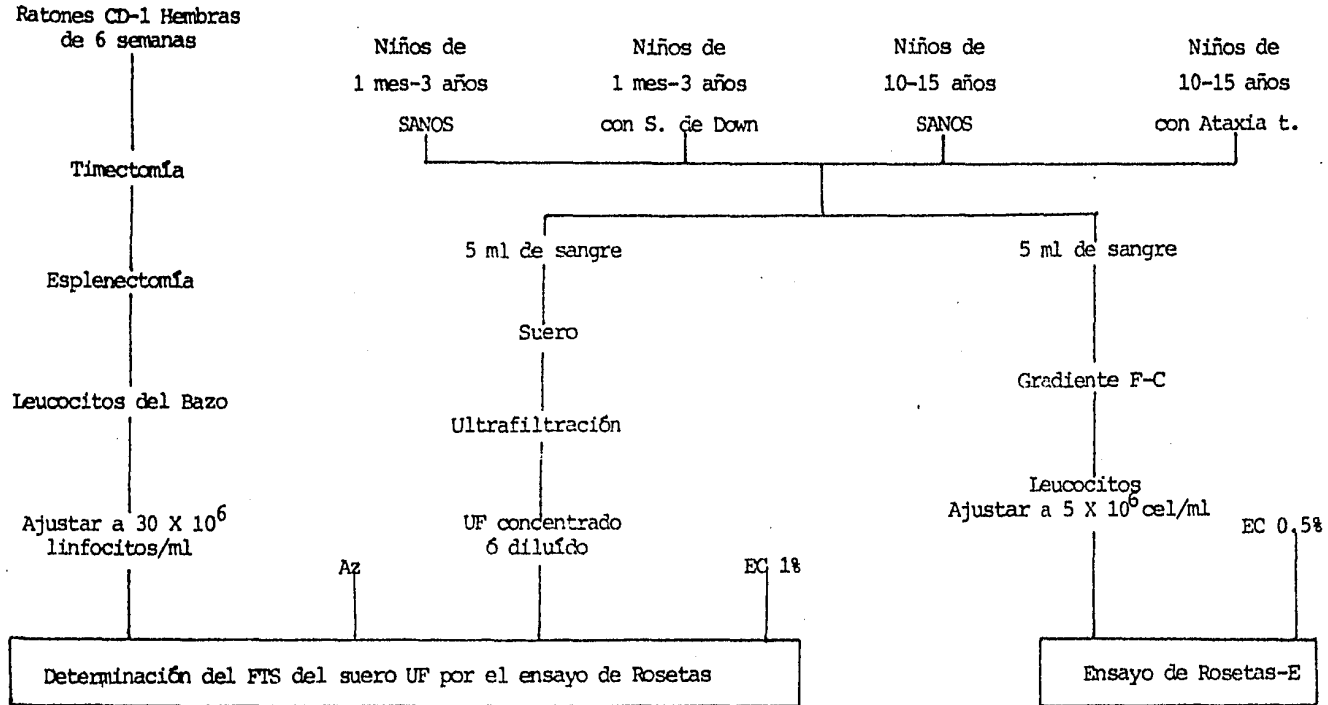 Ratones CD-1 Hembras
de 6 semanas
Timectomía
Esplenectomía
Leucocitos del Bazo
Ajustar a 30 X 10⁶
linfocitos/ml
Niños de
1 mes-3 años
SANOS
Niños de
1 mes-3 años
con S. de Down
Niños de
10-15 años
SANOS
Niños de
10-15 años
con Ataxia t.
5 ml de sangre
Suero
Ultrafiltración
UF concentrado
ó diluído
Az
EC 1%
5 ml de sangre
Gradiente F-C
Leucocitos
Ajustar a 5 X 10⁶ cel/ml
EC 0.5%
Determinación del FTS del suero UF por el ensayo de Rosetas
Ensayo de Rosetas-E